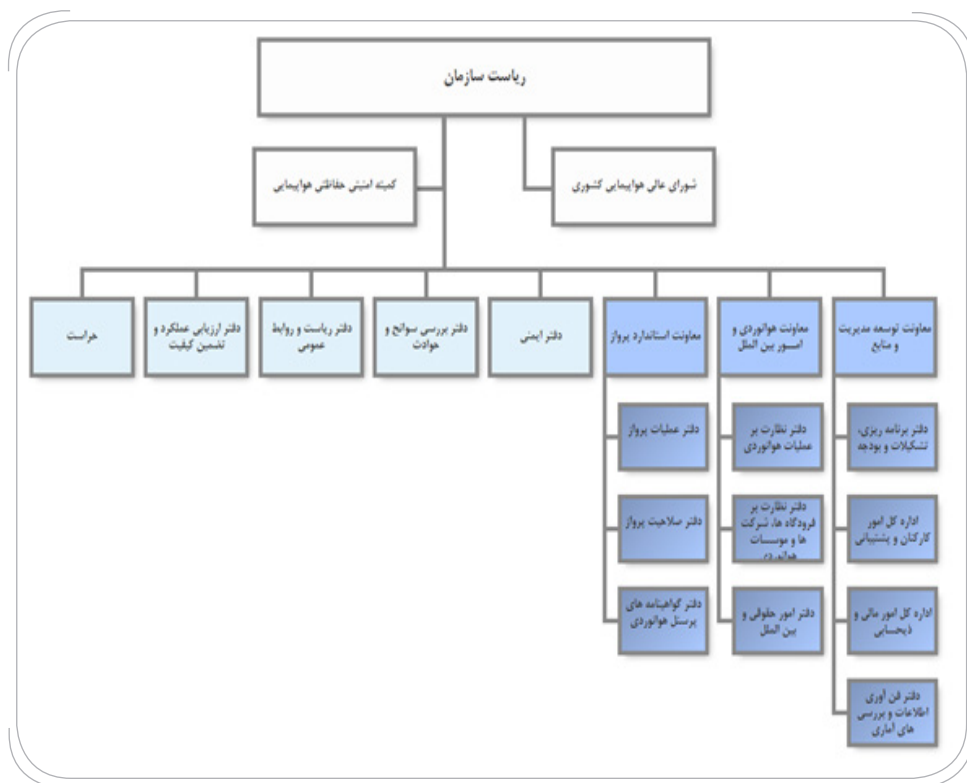 ریاست سازمان
شورای عالی هواپیمایی کشوری
کمیته امنیتی حفاظتی هواپیمایی
معاونت توسعه مدیریت
و منابع
معاونت هوانوردی و
امور بین الملل
معاونت استاندارد پرواز
دفتر ایمنی
دفتر بررسی سوانح و
حوادث
دفتر ریاست و روابط
عمومی
دفتر ارزیابی عملکرد و
تضمین کیفیت
حراست
دفتر برنامه ریزی،
تشکیلات و بودجه
اداره کل امور
کارکنان و پشتیبانی
اداره کل امور مالی و
ذیحسابی
دفتر فن آوری
اطلاعات و بررسی
های آماری
دفتر نظارت بر
عملیات هوانوردی
دفتر نظارت بر
فرودگاه ها، شرکت
ها و موسسات
هوانوردی
دفتر امور حقوقی و
بین الملل
دفتر عملیات پرواز
دفتر صلاحیت پرواز
دفتر گواهینامه های
پرسنل هوانوردی